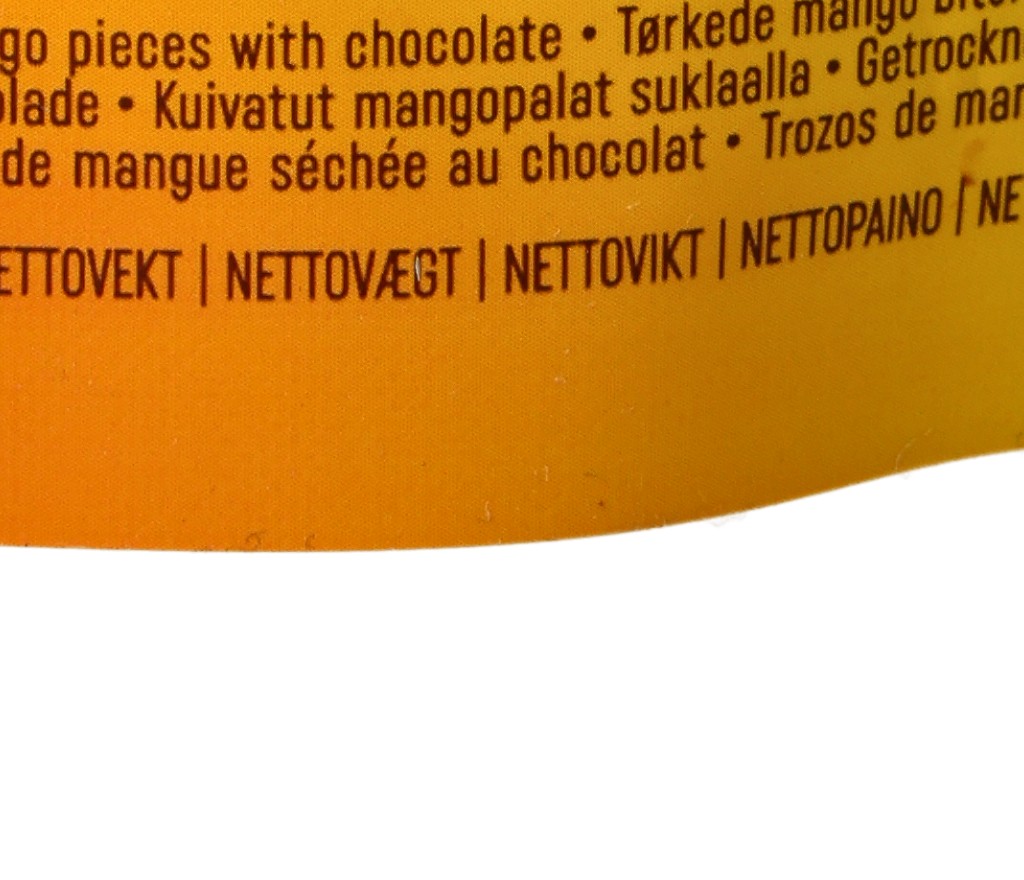 go pieces with chocolate • Tørkede mango
lade • Kuivatut mangopalat suklaalla • Getrockn
de mangue séchée au chocolat • Trozos de man
ETTOVEKT | NETTOVÆGT | NETTOVIKT | NETTOPAINO | NE